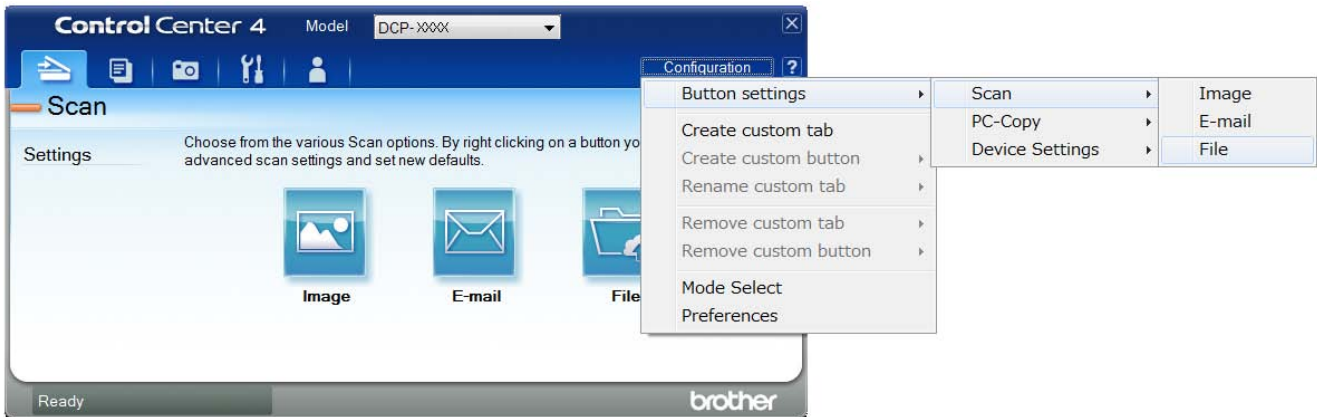 Control Center 4
Model
DCP-XXXX
Configuration
?
Scan
Settings
Choose from the various Scan options. By right clicking on a button yo
advanced scan settings and set new defaults.
Image
E-mail
File
Button settings
Create custom tab
Create custom button
Rename custom tab
Remove custom tab
Remove custom button
Mode Select
Preferences
Scan
PC-Copy
Device Settings
Image
E-mail
File
Ready
brother